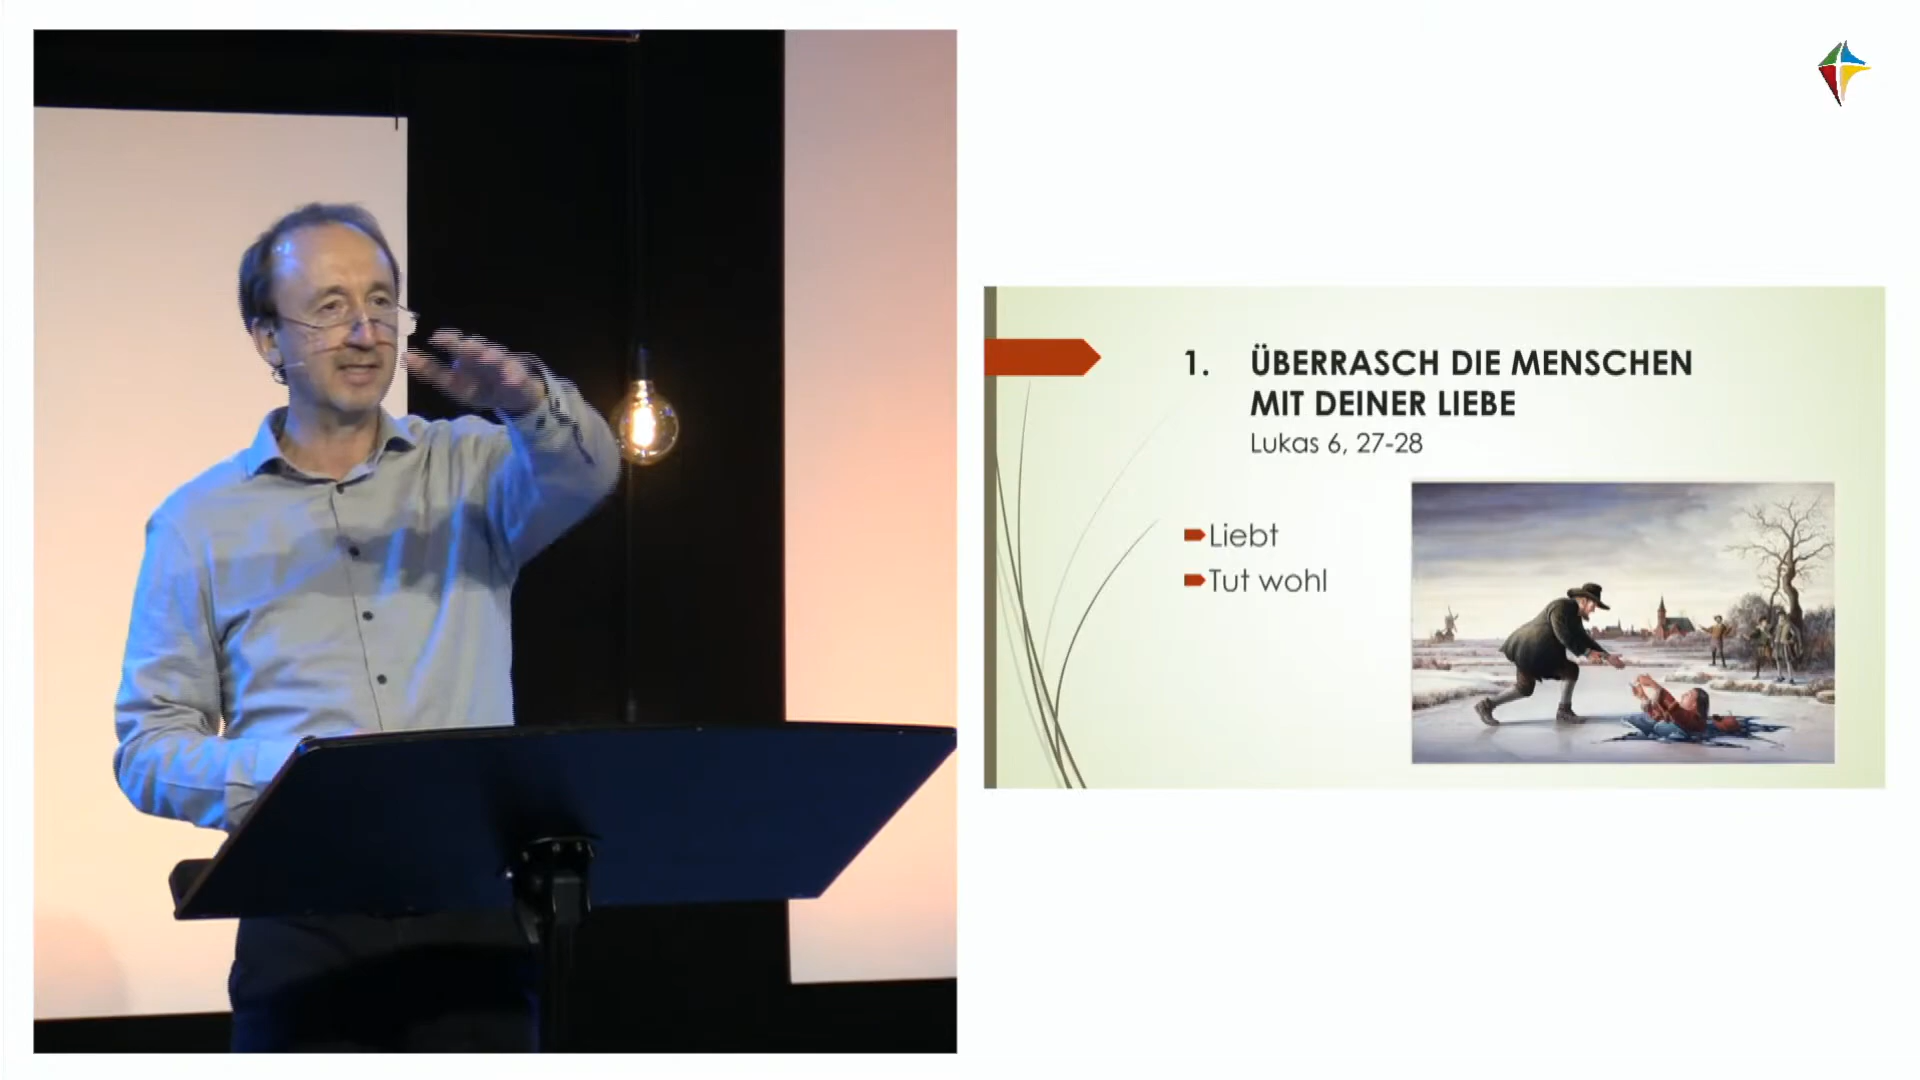 1. ÜBERRASCH DIE MENSCHEN
MIT DEINER LIEBE
Lukas 6, 27-28
Liebt
Tut wohl